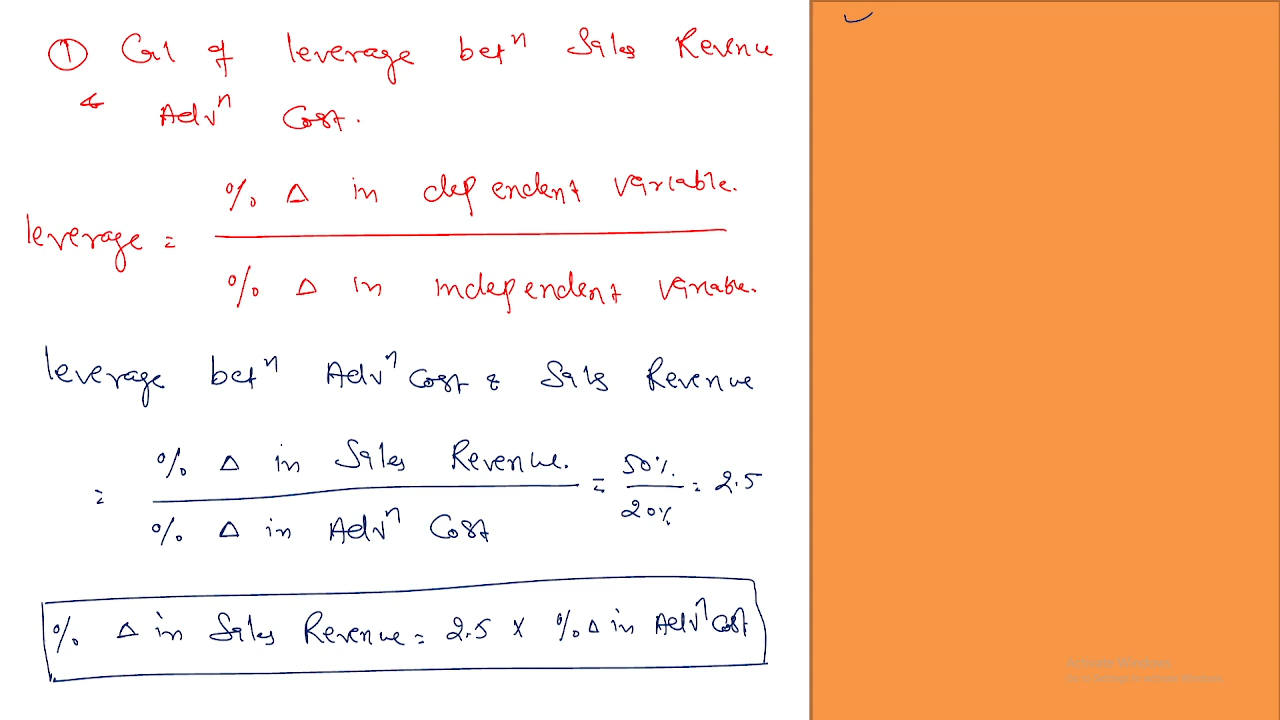 ① Cal of leverage betⁿ Sales Revenue
& Advⁿ Cost.
% Δ in dependent variable.
leverage =
% Δ in independent variable.
leverage betⁿ Advⁿ Cost & Sales Revenue
% Δ in Sales Revenue. = 50% = 2.5
=
% Δ in Advⁿ Cost 20%
% Δ in Sales Revenue = 2.5 x % Δ in Advⁿ Cost
Activate Windows